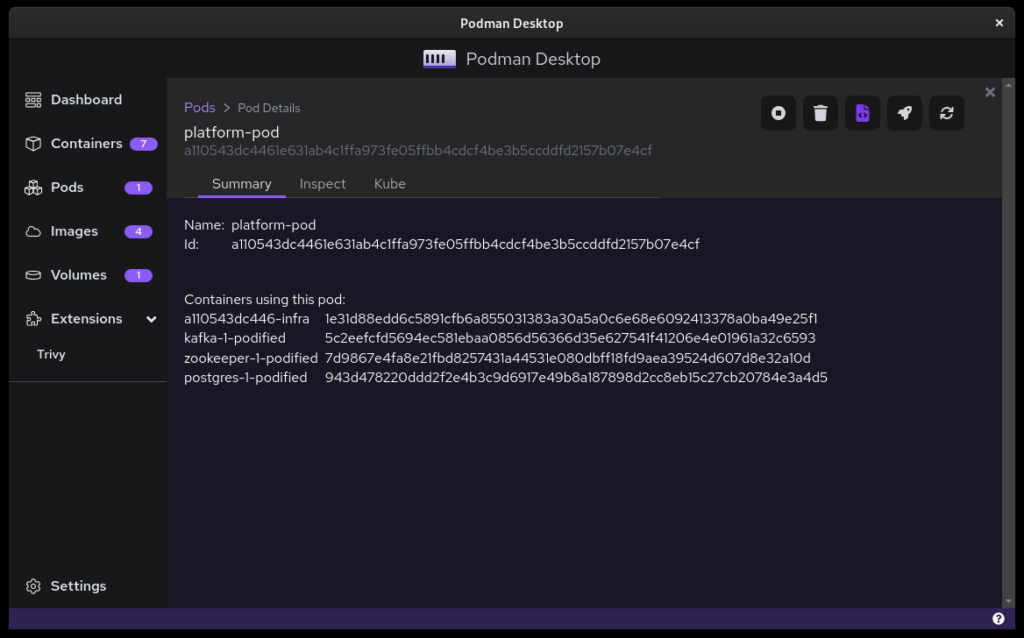 Podman Desktop
Podman Desktop
Dashboard
Containers 7
Pods 1
Images 4
Volumes 1
Extensions
Trivy
Settings
Pods > Pod Details
platform-pod
a110543dc4461e631ab4c1ffa973fe05ffbb4cdcf4be3b5ccddfd2157b07e4cf
Summary Inspect Kube
Name: platform-pod
Id: a110543dc4461e631ab4c1ffa973fe05ffbb4cdcf4be3b5ccddfd2157b07e4cf
Containers using this pod:
a110543dc446-infra 1e31d88edd6c5891cfb6a855031383a30a5a0c6e68e6092413378a0ba49e25f1
kafka-1-podified 5c2eefcfd5694ec581ebaa0856d56366d35e627541f41206e4e01961a32c6593
zookeeper-1-podified 7d9867e4fa8e21fbd8257431a44531e080dbff18fd9aea39524d607d8e32a10d
postgres-1-podified 943d478220ddd2f2e4b3c9d6917e49b8a187898d2cc8eb15c27cb20784e3a4d5